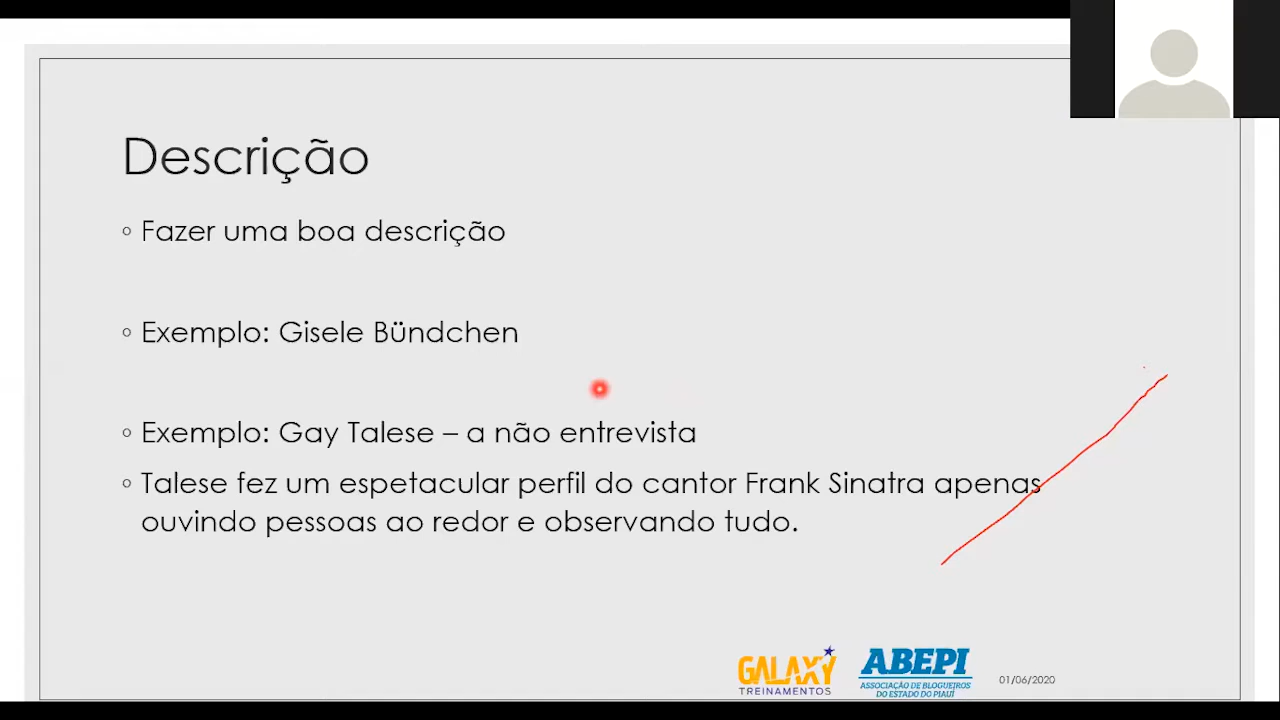 Descrição
◦ Fazer uma boa descrição
◦ Exemplo: Gisele Bündchen
◦ Exemplo: Gay Talese – a não entrevista
◦ Talese fez um espetacular perfil do cantor Frank Sinatra apenas
ouvindo pessoas ao redor e observando tudo.
GALAXY
TREINAMENTOS
ABEPI
ASSOCIAÇÃO DE BLOGUEIROS
DO ESTADO DO PIAUÍ
01/06/2020